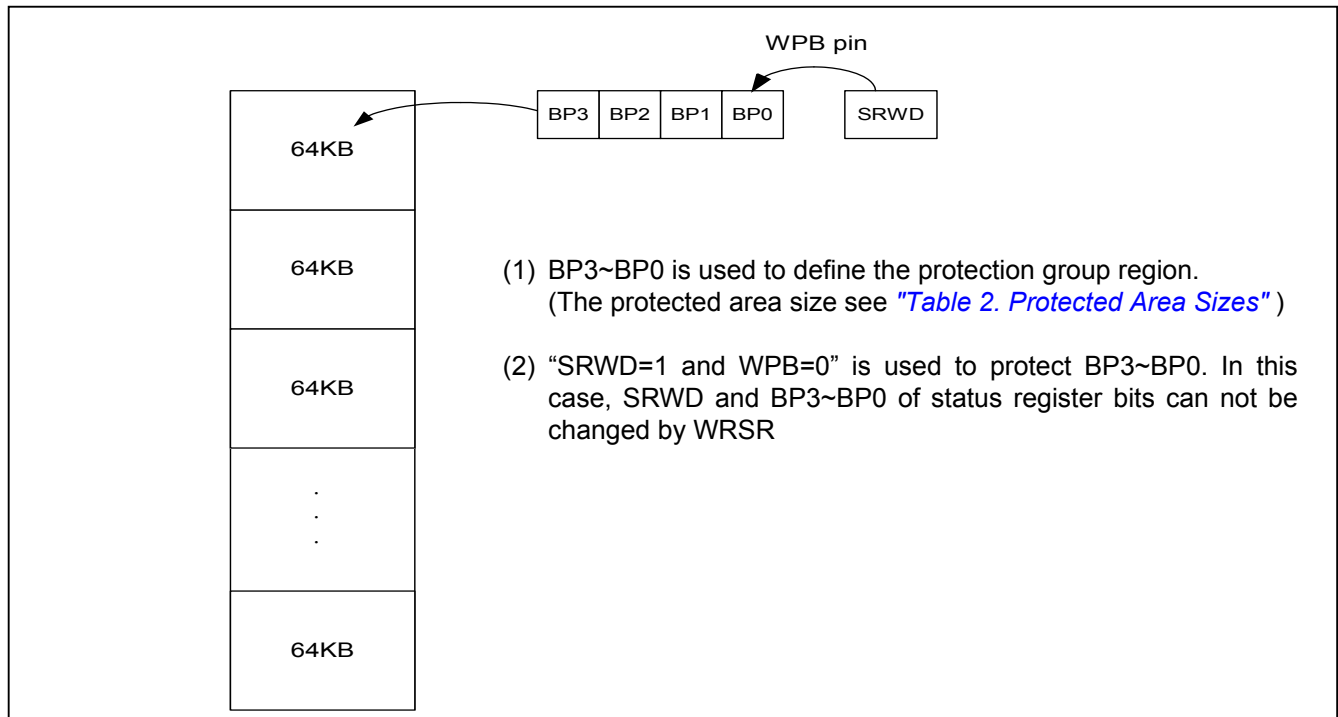 WPB pin
BP3 BP2 BP1 BP0 SRWD
64KB
64KB
(1) BP3~BP0 is used to define the protection group region.
(The protected area size see "Table 2. Protected Area Sizes" )
64KB
(2) “SRWD=1 and WPB=0” is used to protect BP3~BP0. In this
case, SRWD and BP3~BP0 of status register bits can not be
changed by WRSR
.
.
.
64KB